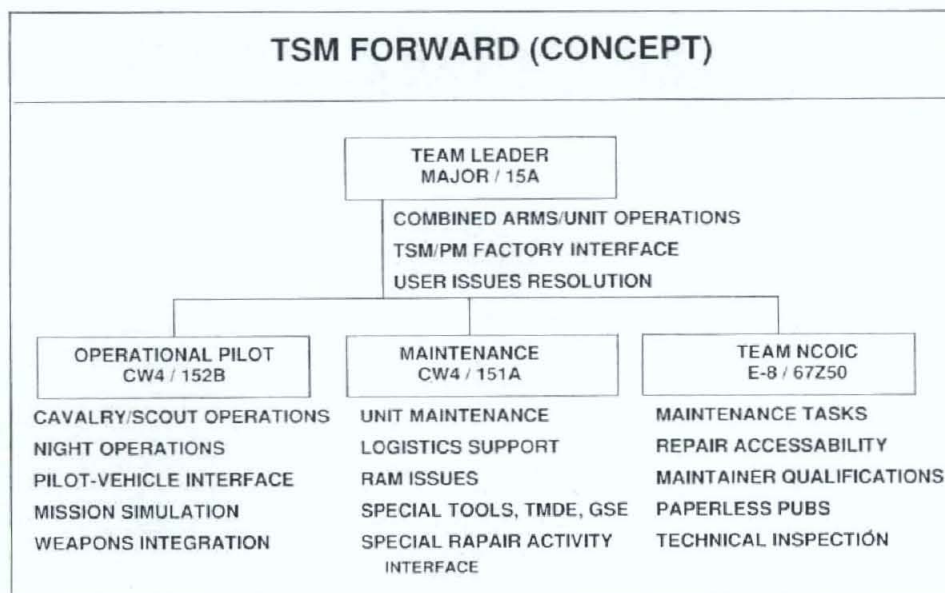 TSM FORWARD (CONCEPT)
TEAM LEADER
MAJOR / 15A
COMBINED ARMS/UNIT OPERATIONS
TSM/PM FACTORY INTERFACE
USER ISSUES RESOLUTION
OPERATIONAL PILOT
CW4 / 152B
CAVALRY/SCOUT OPERATIONS
NIGHT OPERATIONS
PILOT-VEHICLE INTERFACE
MISSION SIMULATION
WEAPONS INTEGRATION
MAINTENANCE
CW4 / 151A
UNIT MAINTENANCE
LOGISTICS SUPPORT
RAM ISSUES
SPECIAL TOOLS, TMDE, GSE
SPECIAL RAPAIR ACTIVITY
INTERFACE
TEAM NCOIC
E-8 / 67Z50
MAINTENANCE TASKS
REPAIR ACCESSABILITY
MAINTAINER QUALIFICATIONS
PAPERLESS PUBS
TECHNICAL INSPECTION